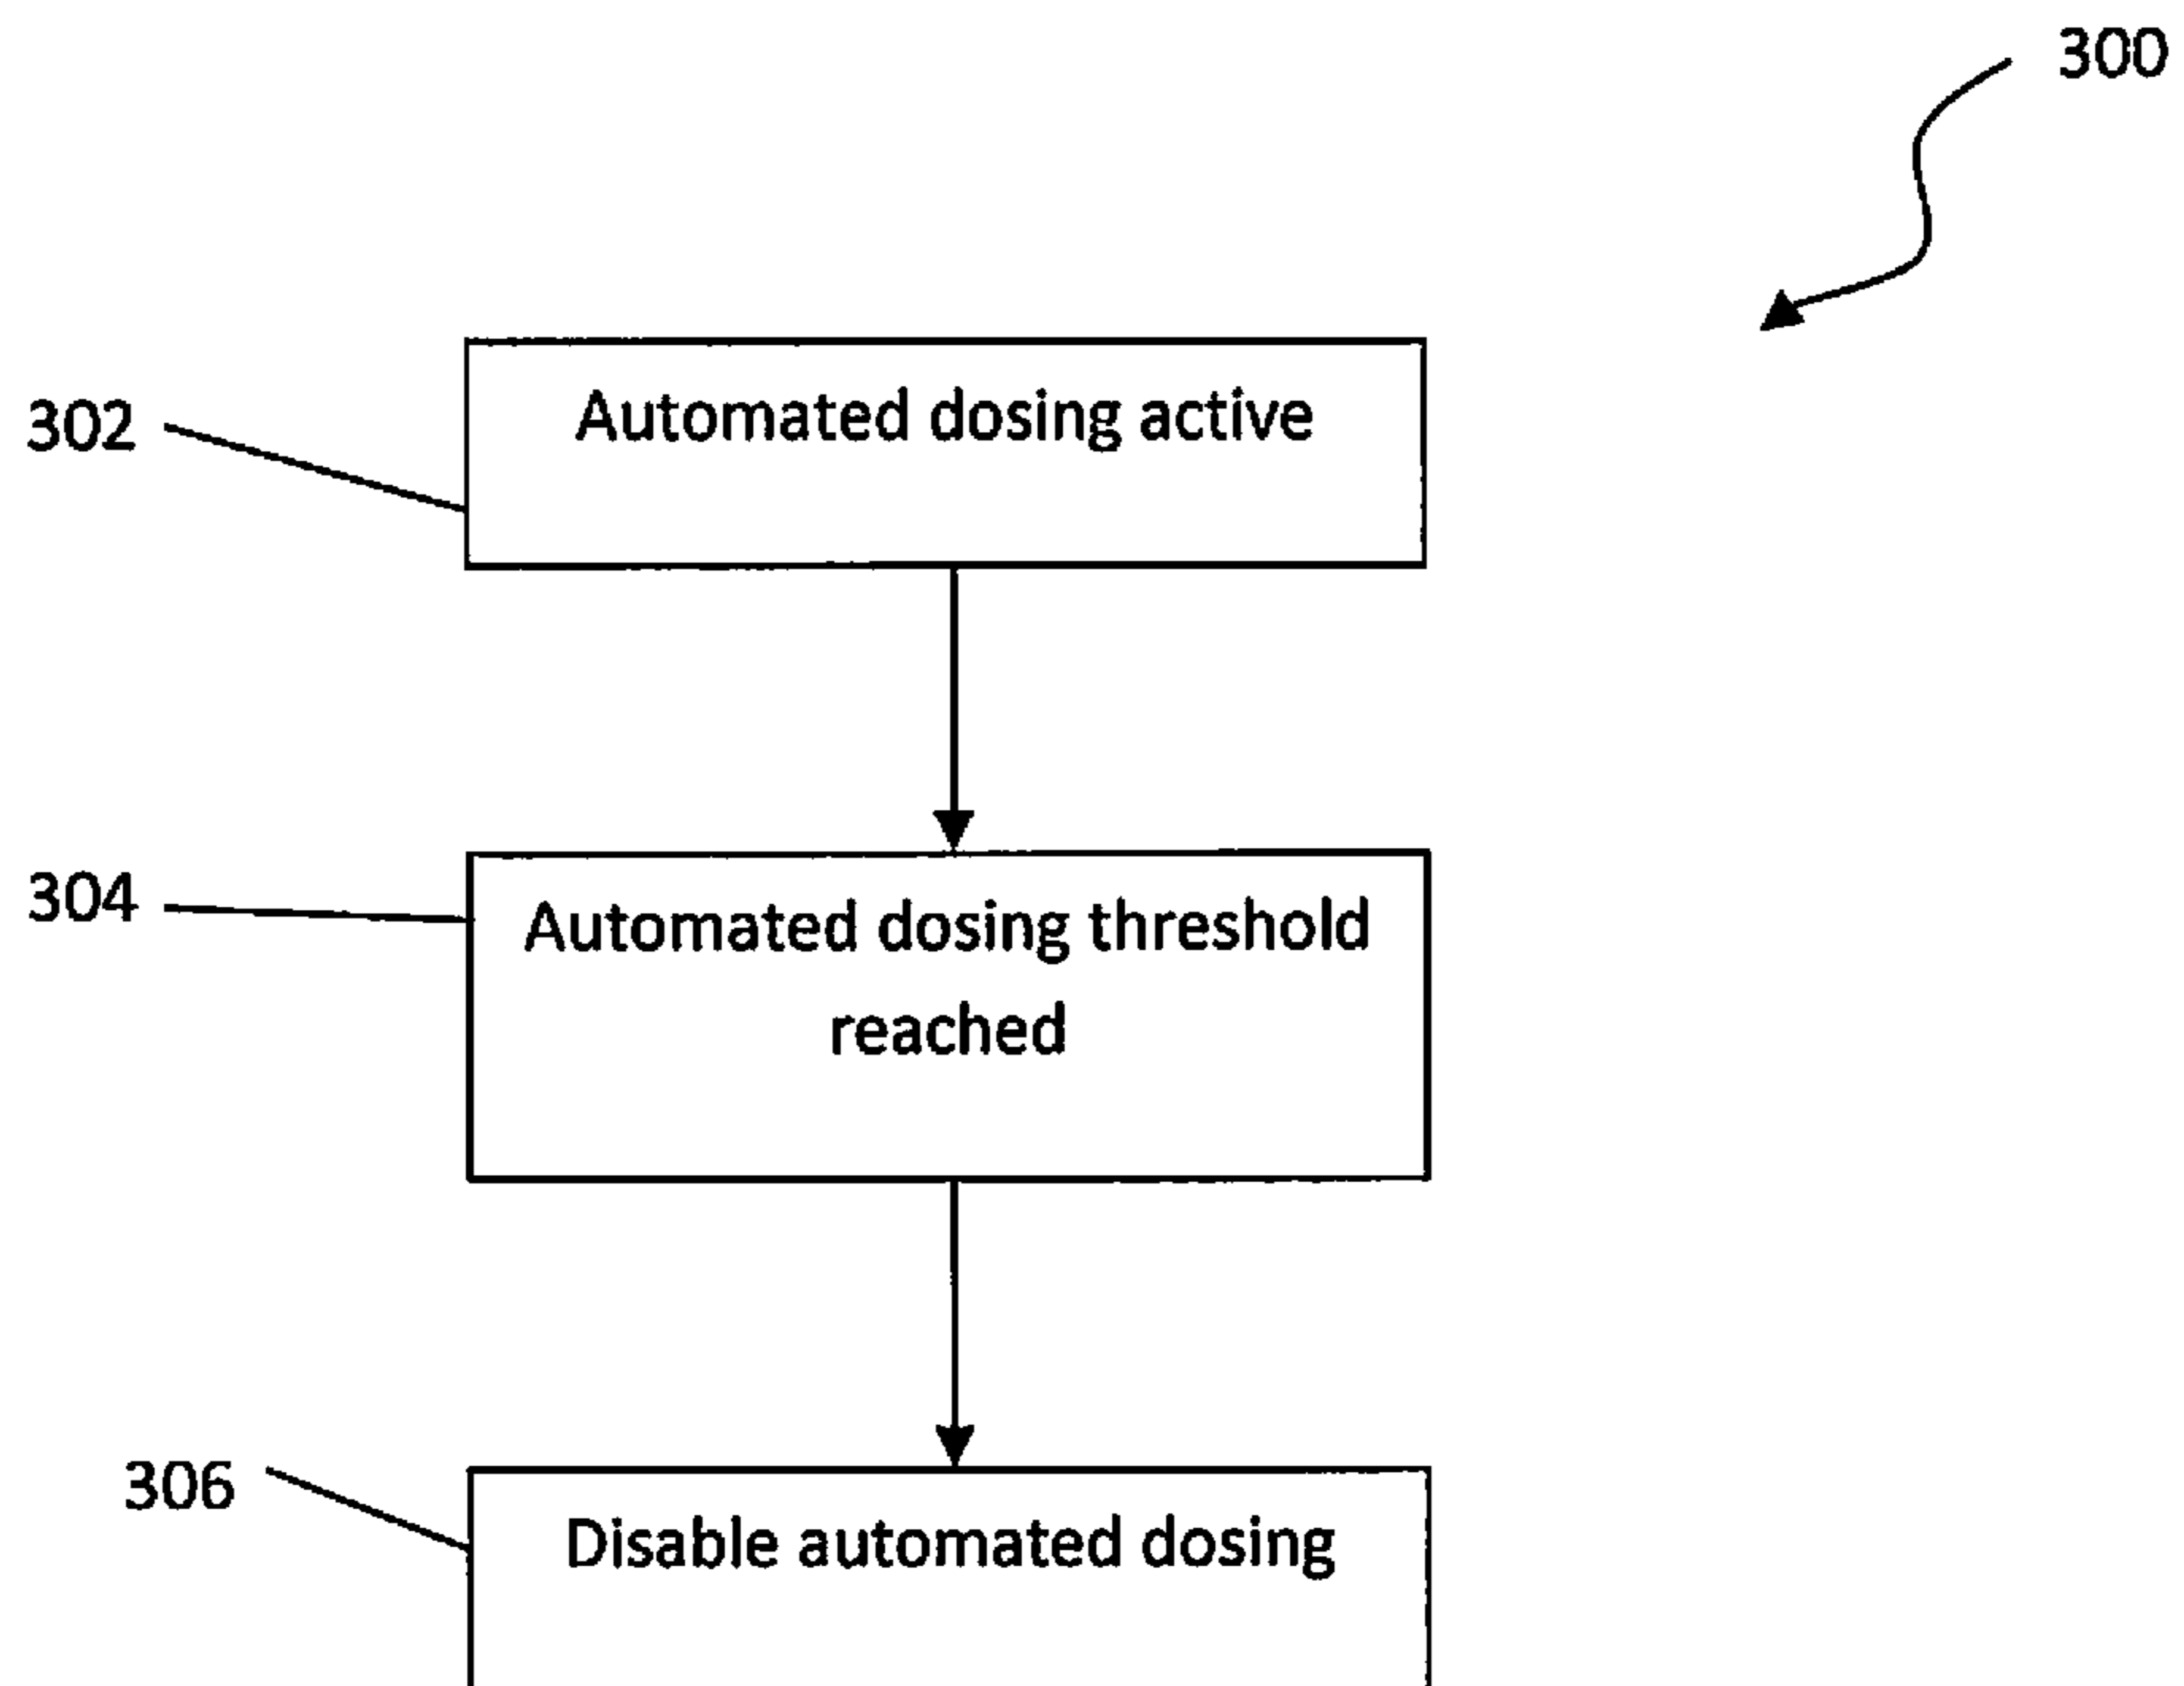 300
302
Automated dosing active
304
Automated dosing threshold
reached
306
Disable automated dosing